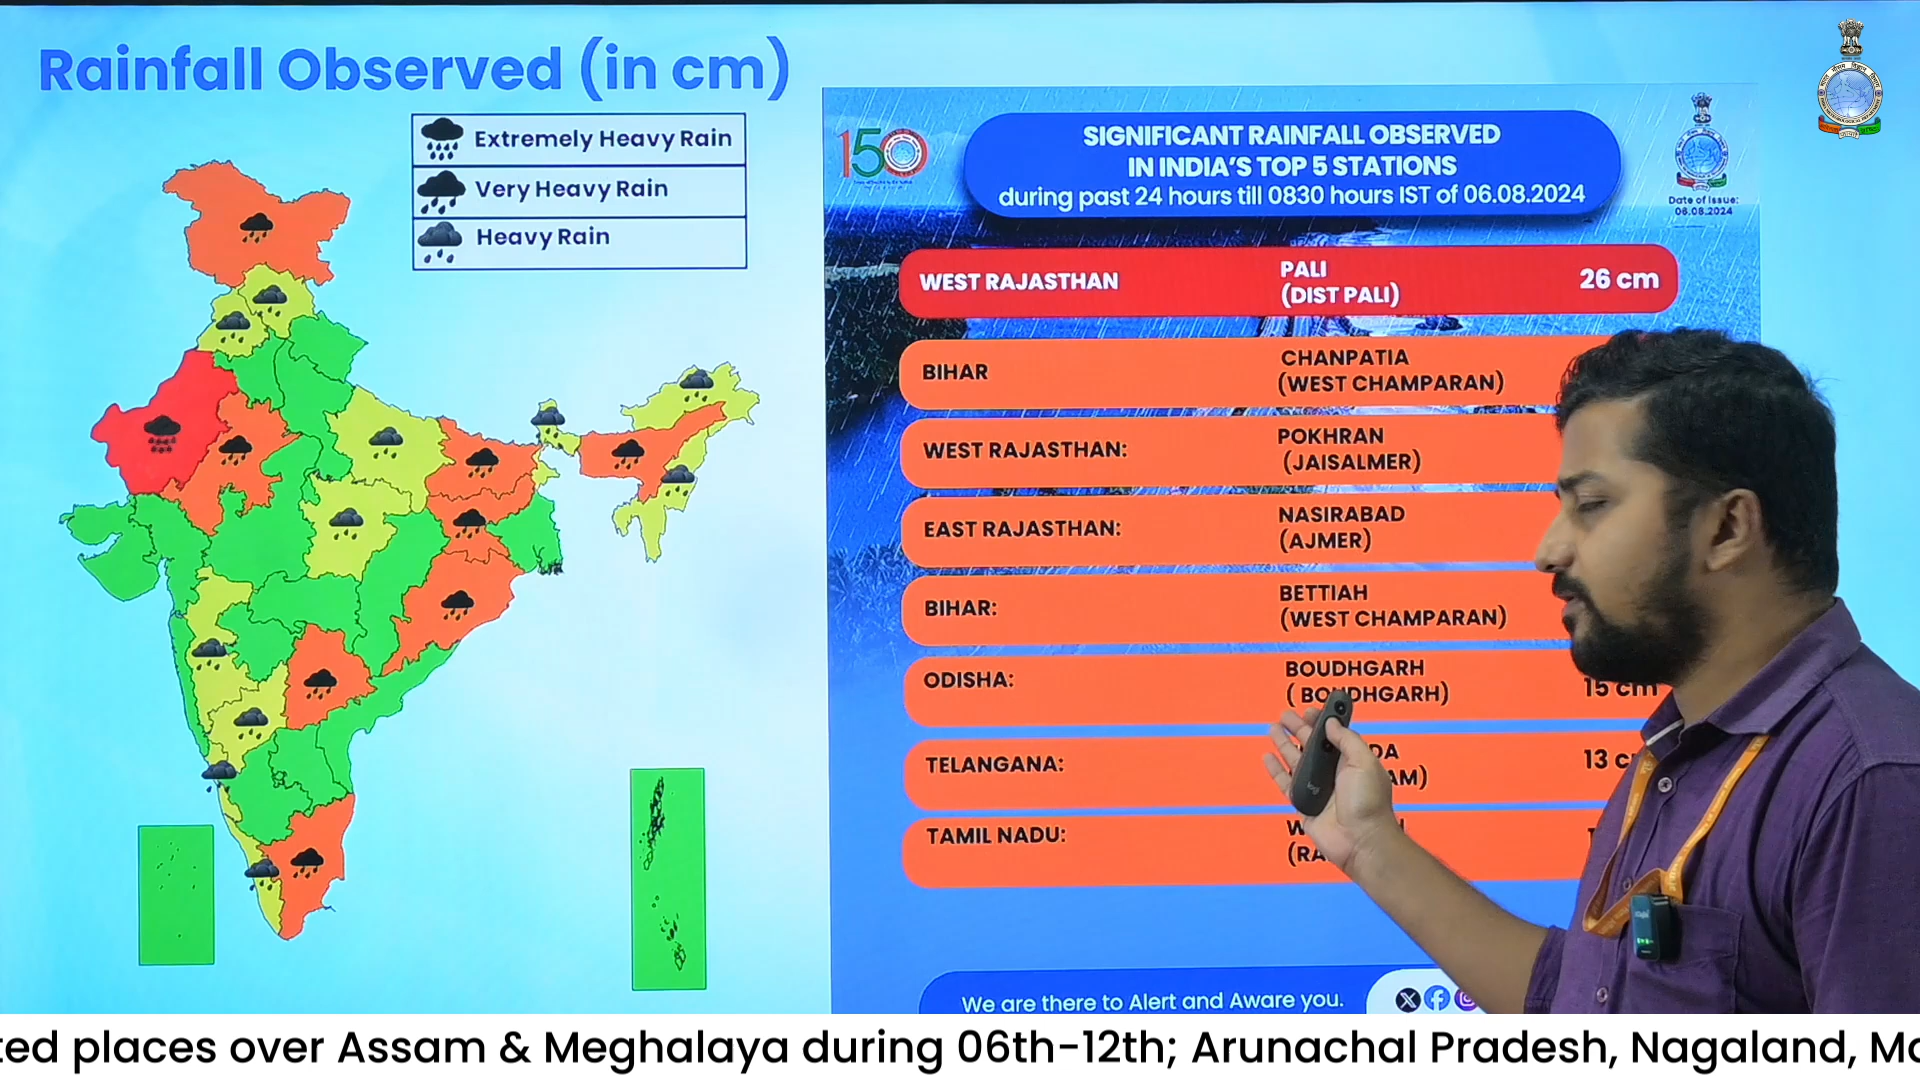 Rainfall Observed (in cm)
Extremely Heavy Rain
Very Heavy Rain
Heavy Rain
150
SIGNIFICANT RAINFALL OBSERVED
IN INDIA'S TOP 5 STATIONS
during past 24 hours till 0830 hours IST of 06.08.2024
Date of Issue:
06.08.2024
WEST RAJASTHAN
PALI
(DIST PALI)
26 cm
BIHAR
CHANPATIA
(WEST CHAMPARAN)
WEST RAJASTHAN:
POKHRAN
(JAISALMER)
EAST RAJASTHAN:
NASIRABAD
(AJMER)
BIHAR:
BETTIAH
(WEST CHAMPARAN)
ODISHA:
BOUDHGARH
( BOUDHGARH)
15 cm
TELANGANA:
13
TAMIL NADU:
We are there to Alert and Aware you.
places over Assam & Meghalaya during 06th-12th; Arunachal Pradesh, Nagaland,